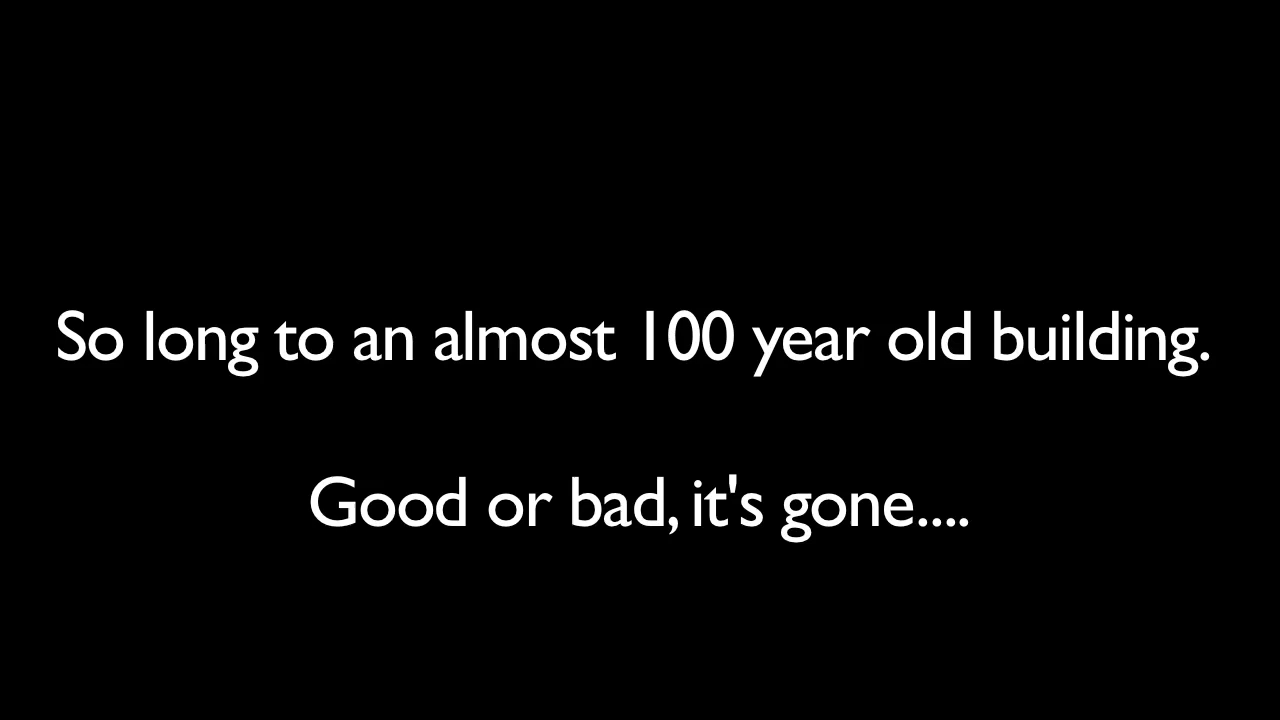 So long to an almost 100 year old building.
Good or bad, it's gone....